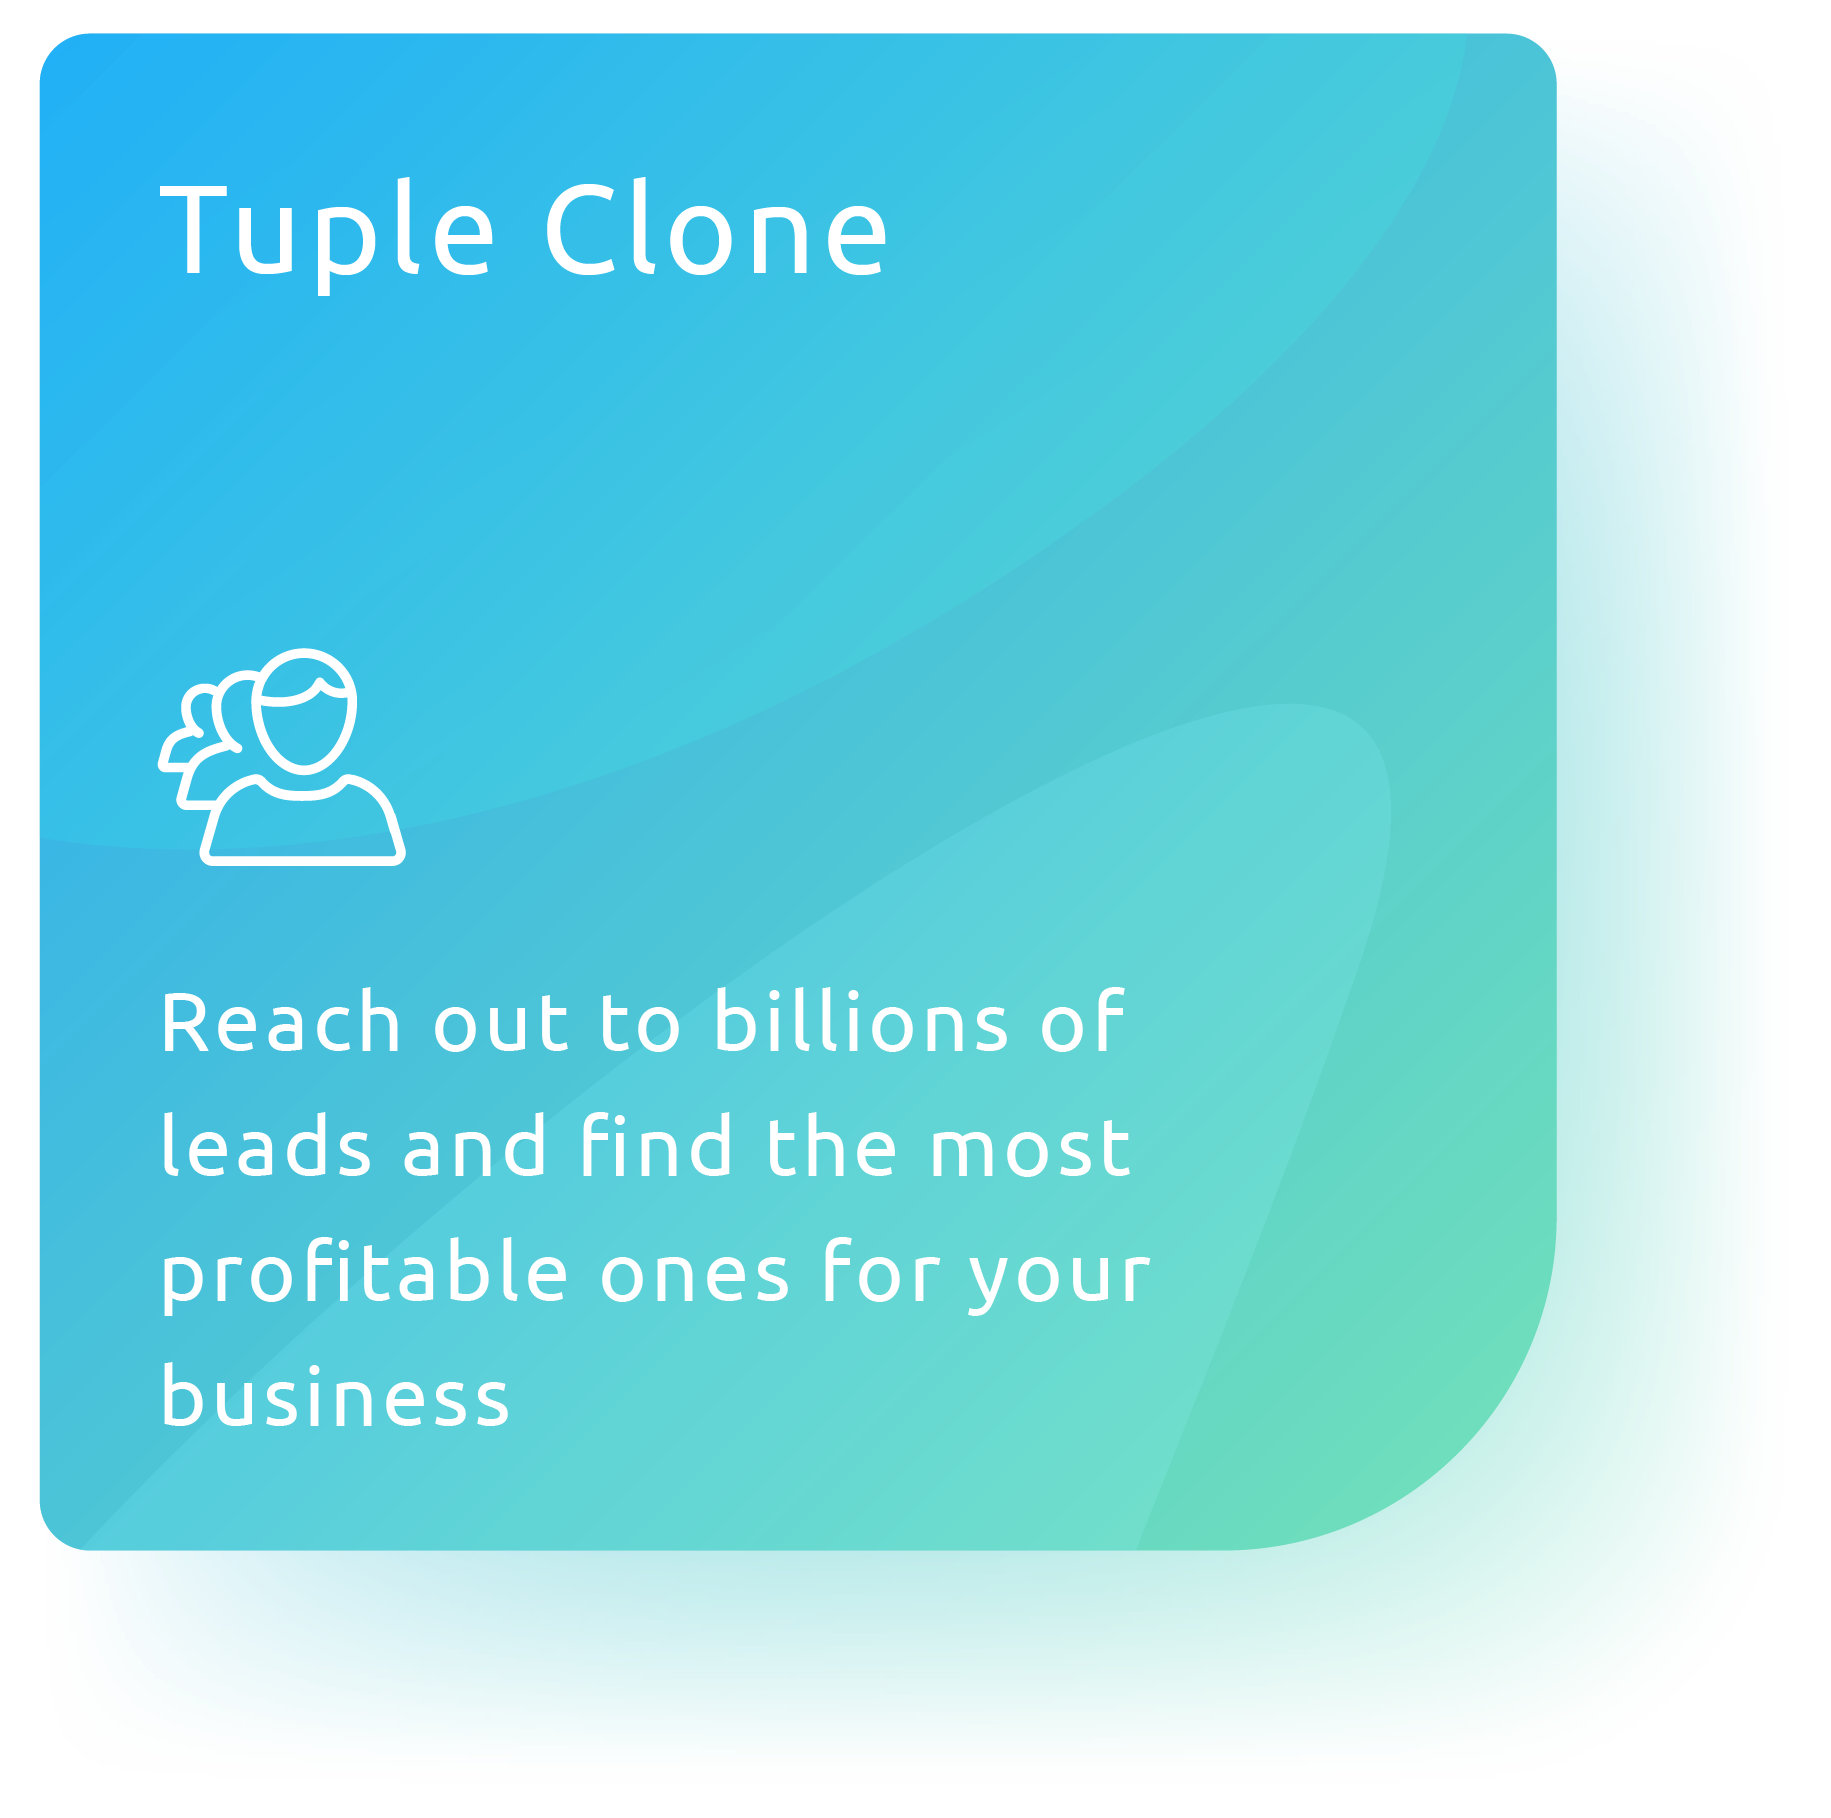 Tuple Clone
Reach out to billions of
leads and find the most
profitable ones for your
business